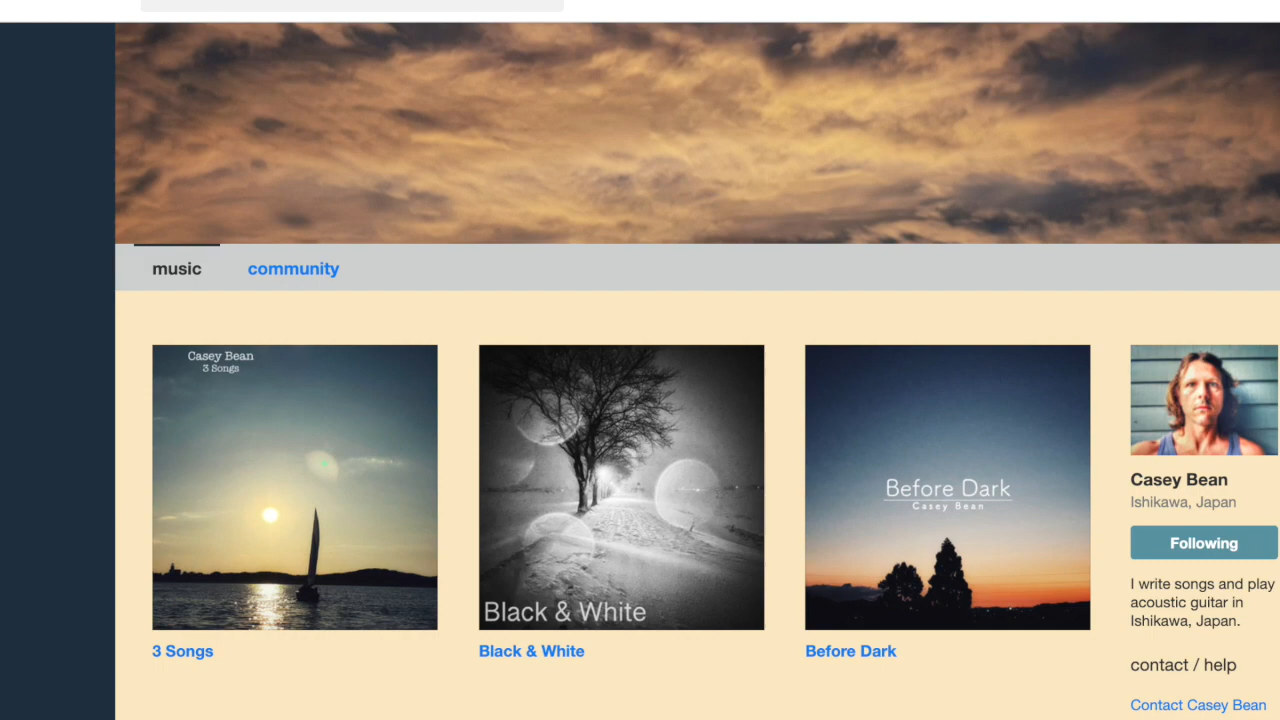 music
community
Casey Bean
3 Songs
Black & White
Before Dark
Casey Bean
3 Songs
Black & White
Before Dark
Casey Bean
Ishikawa, Japan
Following
I write songs and play
acoustic guitar in
Ishikawa, Japan.
contact / help
Contact Casey Bean